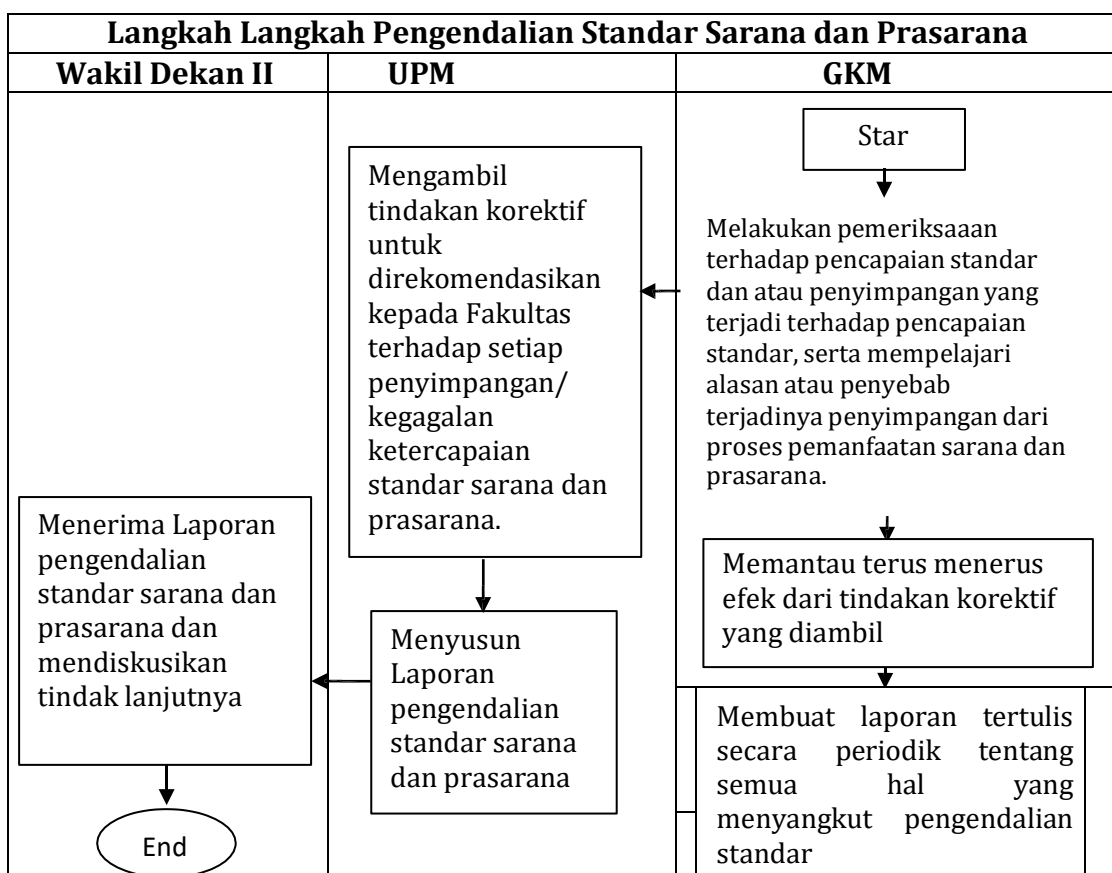 Langkah Langkah Pengendalian Standar Sarana dan Prasarana
Wakil Dekan II
UPM
GKM
Star
Melakukan pemeriksaaan
terhadap pencapaian standar
dan atau penyimpangan yang
terjadi terhadap pencapaian
standar, serta mempelajari
alasan atau penyebab
terjadinya penyimpangan dari
proses pemanfaatan sarana dan
prasarana.
Mengambil
tindakan korektif
untuk
direkomendasikan
kepada Fakultas
terhadap setiap
penyimpangan/
kegagalan
ketercapaian
standar sarana dan
prasarana.
Memantau terus menerus
efek dari tindakan korektif
yang diambil
Membuat laporan tertulis
secara periodik tentang
semua hal yang
menyangkut pengendalian
standar
Menyusun
Laporan
pengendalian
standar sarana
dan prasarana
Menerima Laporan
pengendalian
standar sarana dan
prasarana dan
mendiskusikan
tindak lanjutnya
End